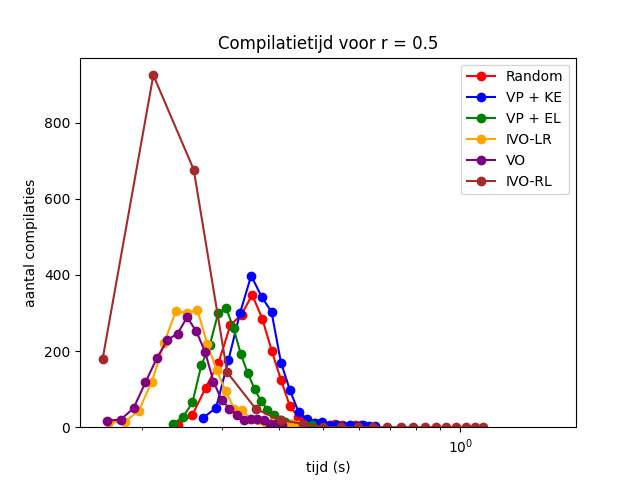 Compilatietijd voor r = 0.5
Random
VP + KE
VP + EL
IVO-LR
VO
IVO-RL
aantal compilaties
800
600
400
200
0
10⁰
tijd (s)